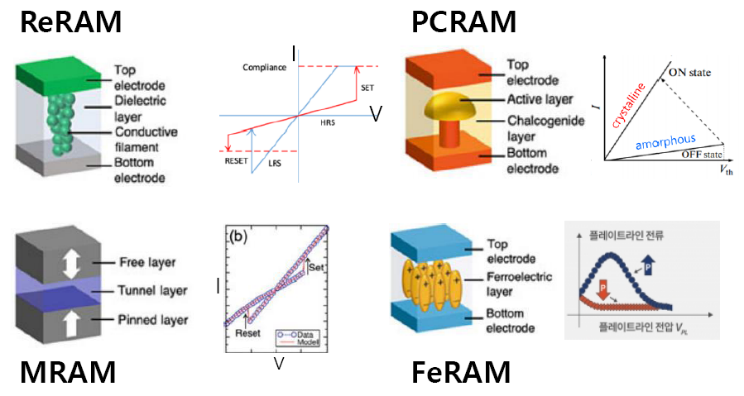 ReRAM
Top
electrode
Dielectric
layer
Conductive
filament
Bottom
electrode
I
Compliance
SET
V
HRS
RESET
LRS
PCRAM
Top
electrode
Active layer
Chalcogenide
layer
Bottom
electrode
I
crystalline
ON state
amorphous
OFF state
Vth
Free layer
Tunnel layer
Pinned layer
(b)
I
Set
Reset
Data
Modell
V
MRAM
Top
electrode
Ferroelectric
layer
Bottom
electrode
플레이트라인 전류
P
P
플레이트라인 전압 VPL
FeRAM